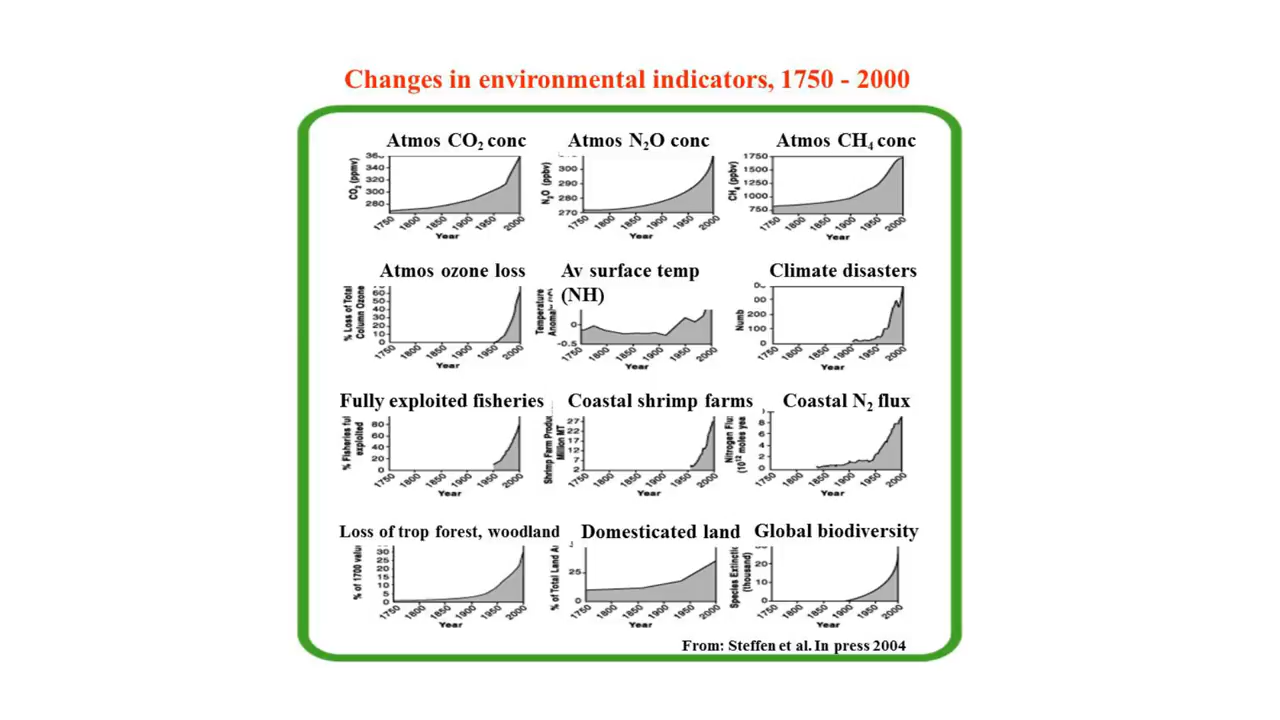 Changes in environmental indicators, 1750 - 2000
Atmos CO₂ conc
Atmos N₂O conc
Atmos CH₄ conc
CO₂ (ppmv)
340
320
300
280
1750
1800
1850
1900
1950
2000
Year
N₂O (ppbv)
300
290
280
270
1750
1800
1850
1900
1950
2000
Year
CH₄ (ppbv)
1750
1500
1250
1000
750
1750
1800
1850
1900
1950
2000
Year
Atmos ozone loss
Av surface temp
(NH)
Climate disasters
% Loss of Total
Column Ozone
60
50
40
30
20
10
0
1750
1800
1850
1900
1950
2000
Year
Temperature
0
-0.5
1750
1800
1850
1900
1950
2000
Year
Numb
200
100
0
1750
1800
1850
1900
1950
2000
Year
Fully exploited fisheries
Coastal shrimp farms
Coastal N₂ flux
% Fisheries ful
exploited
80
60
40
20
0
1750
1800
1850
1900
1950
2000
Year
Shrimp Farm Produ
Million MT
27
22
17
12
7
2
1750
1800
1850
1900
1950
2000
Year
Nitrogen Flu
(10¹² moles yea
8
6
4
2
0
1750
1800
1850
1900
1950
2000
Year
Loss of trop forest, woodland
Domesticated land
Global biodiversity
% of 1700 valu
30
25
20
15
10
5
0
1750
1800
1850
1900
1950
2000
Year
% of Total Land A
25
0
1750
1800
1850
1900
1950
2000
Year
Species Extinctio
(thousand)
20
10
0
1750
1800
1850
1900
1950
2000
Year
From: Steffen et al. In press 2004